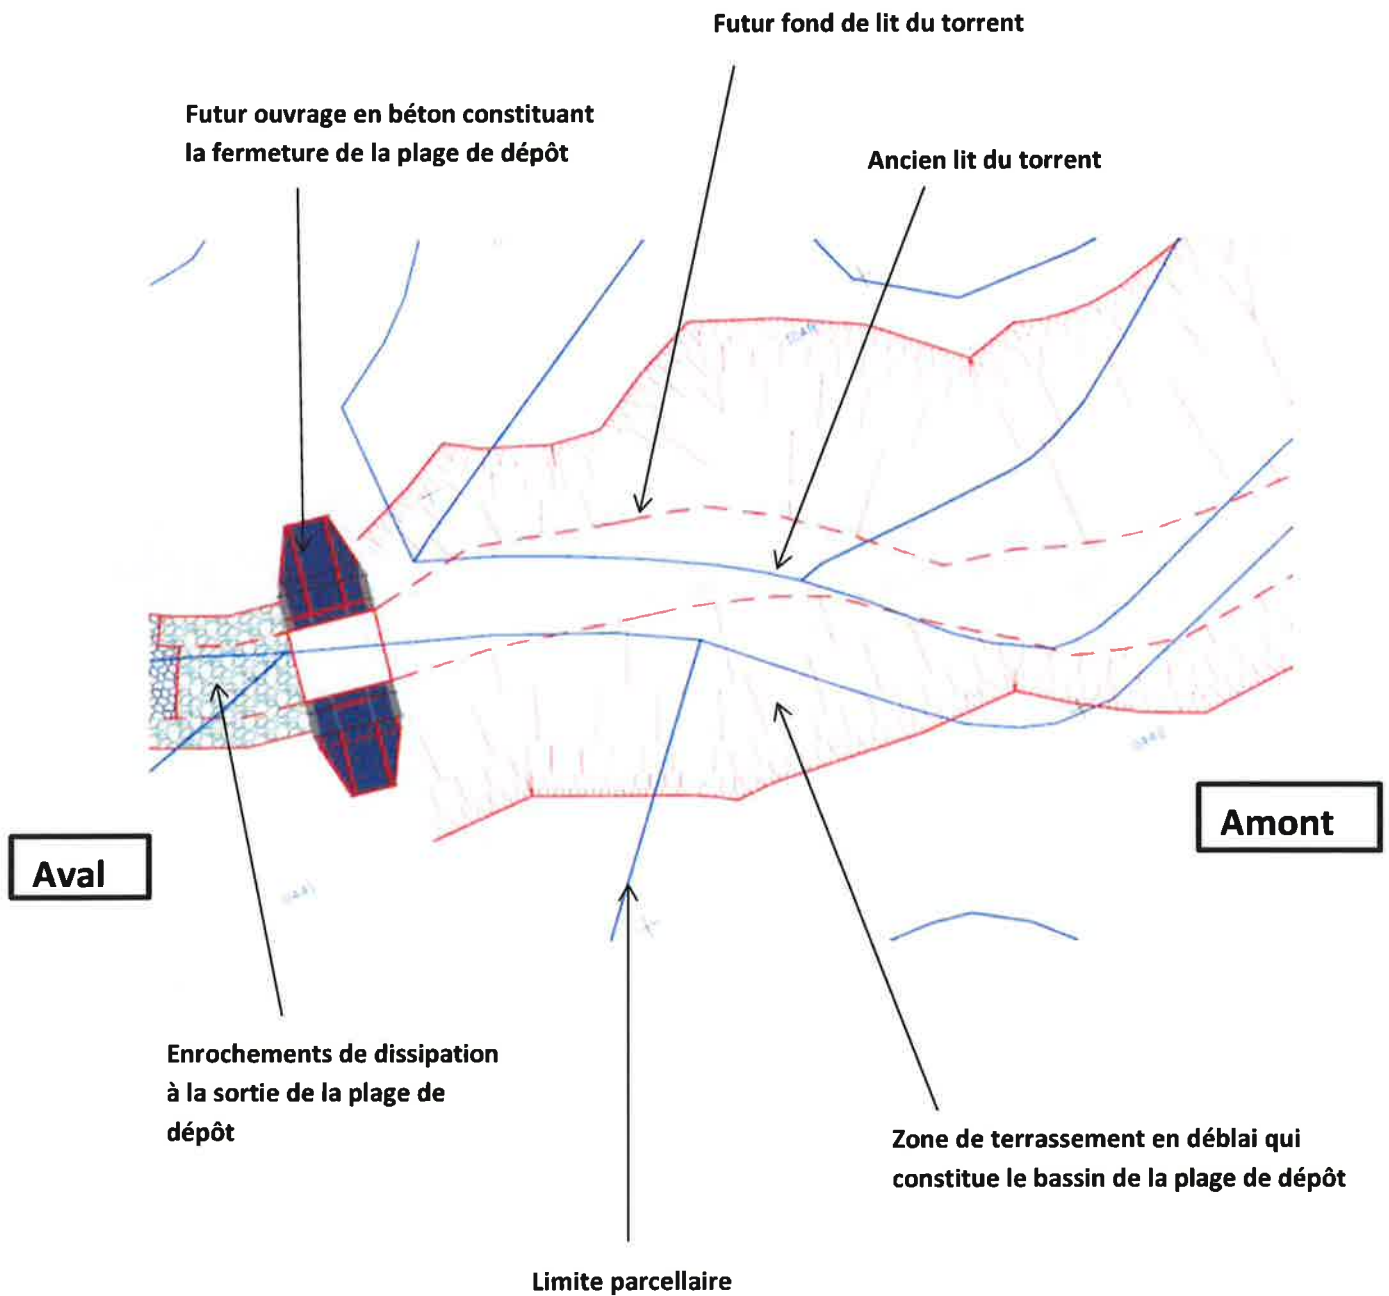 Futur fond de lit du torrent
Futur ouvrage en béton constituant
la fermeture de la plage de dépôt
Ancien lit du torrent
Amont
Aval
Enrochements de dissipation
à la sortie de la plage de
dépôt
Zone de terrassement en déblai qui
constitue le bassin de la plage de dépôt
Limite parcellaire